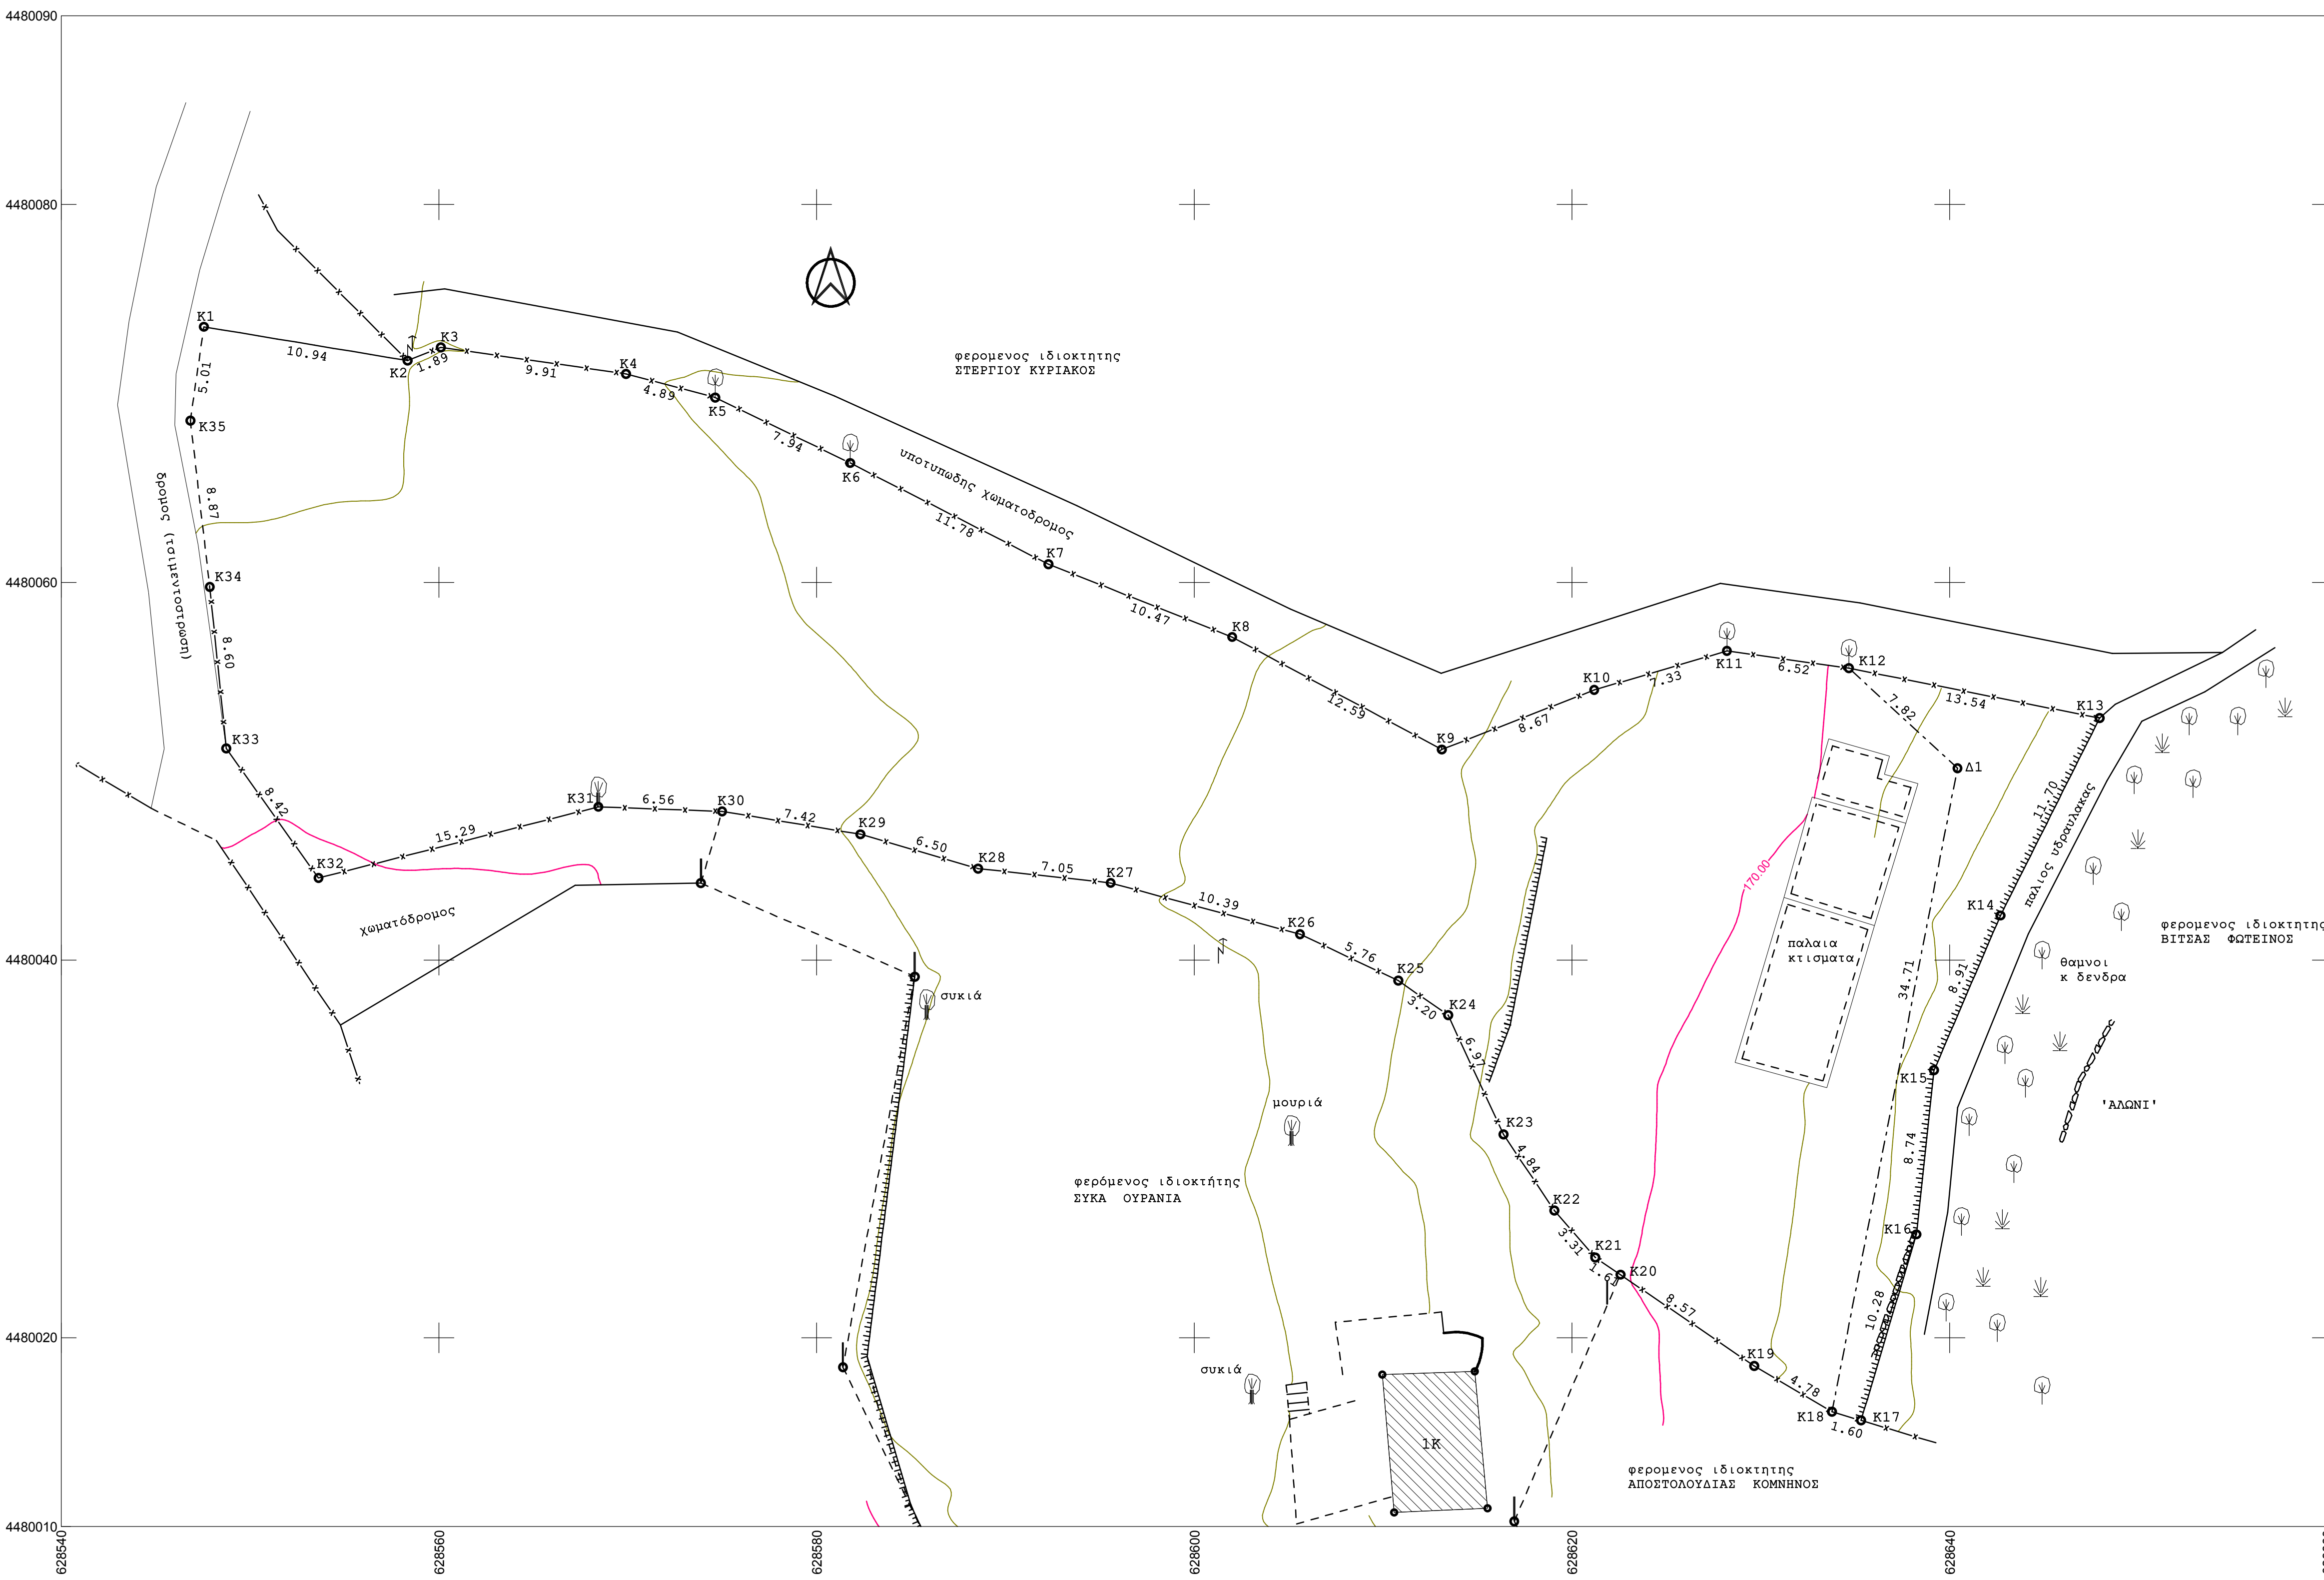 4480090
4480080
4480060
4480040
4480020
4480010
628540
628560
628580
628600
628620
628640
K1
10.94
K2
1.89
K3
9.91
K4
4.89
K5
7.94
K6
11.78
K7
10.47
K8
12.59
K9
8.67
K10
7.33
K11
6.52
K12
13.54
K13
11.70
K14
8.91
K15
8.74
K16
10.28
K17
1.60
K18
4.78
K19
8.57
K20
1.61
K21
3.31
K22
4.84
K23
6.97
K24
3.20
K25
5.76
K26
10.39
K27
7.05
K28
6.50
K29
7.42
K30
6.56
K31
15.29
K32
8.42
K33
8.60
K34
8.87
K35
5.01
7.82
Δ1
34.71
170.00
φερομενος ιδιοκτητης
ΣΤΕΡΓΙΟΥ ΚΥΡΙΑΚΟΣ
υποτυπωδης χωματοδρομος
δρομος (τσιμεντοστρωση)
χωματόδρομος
συκιά
μουριά
φερόμενος ιδιοκτήτης
ΣΥΚΑ ΟΥΡΑΝΙΑ
συκιά
1K
φερομενος ιδιοκτητης
ΑΠΟΣΤΟΛΟΥΔΙΑΣ ΚΟΜΝΗΝΟΣ
παλαια
κτισματα
παλιος υδραυλακας
φερομενος ιδιοκτητης
ΒΙΤΣΑΣ ΦΩΤΕΙΝΟΣ
θαμνοι
κ δενδρα
'ΑΛΩΝΙ'